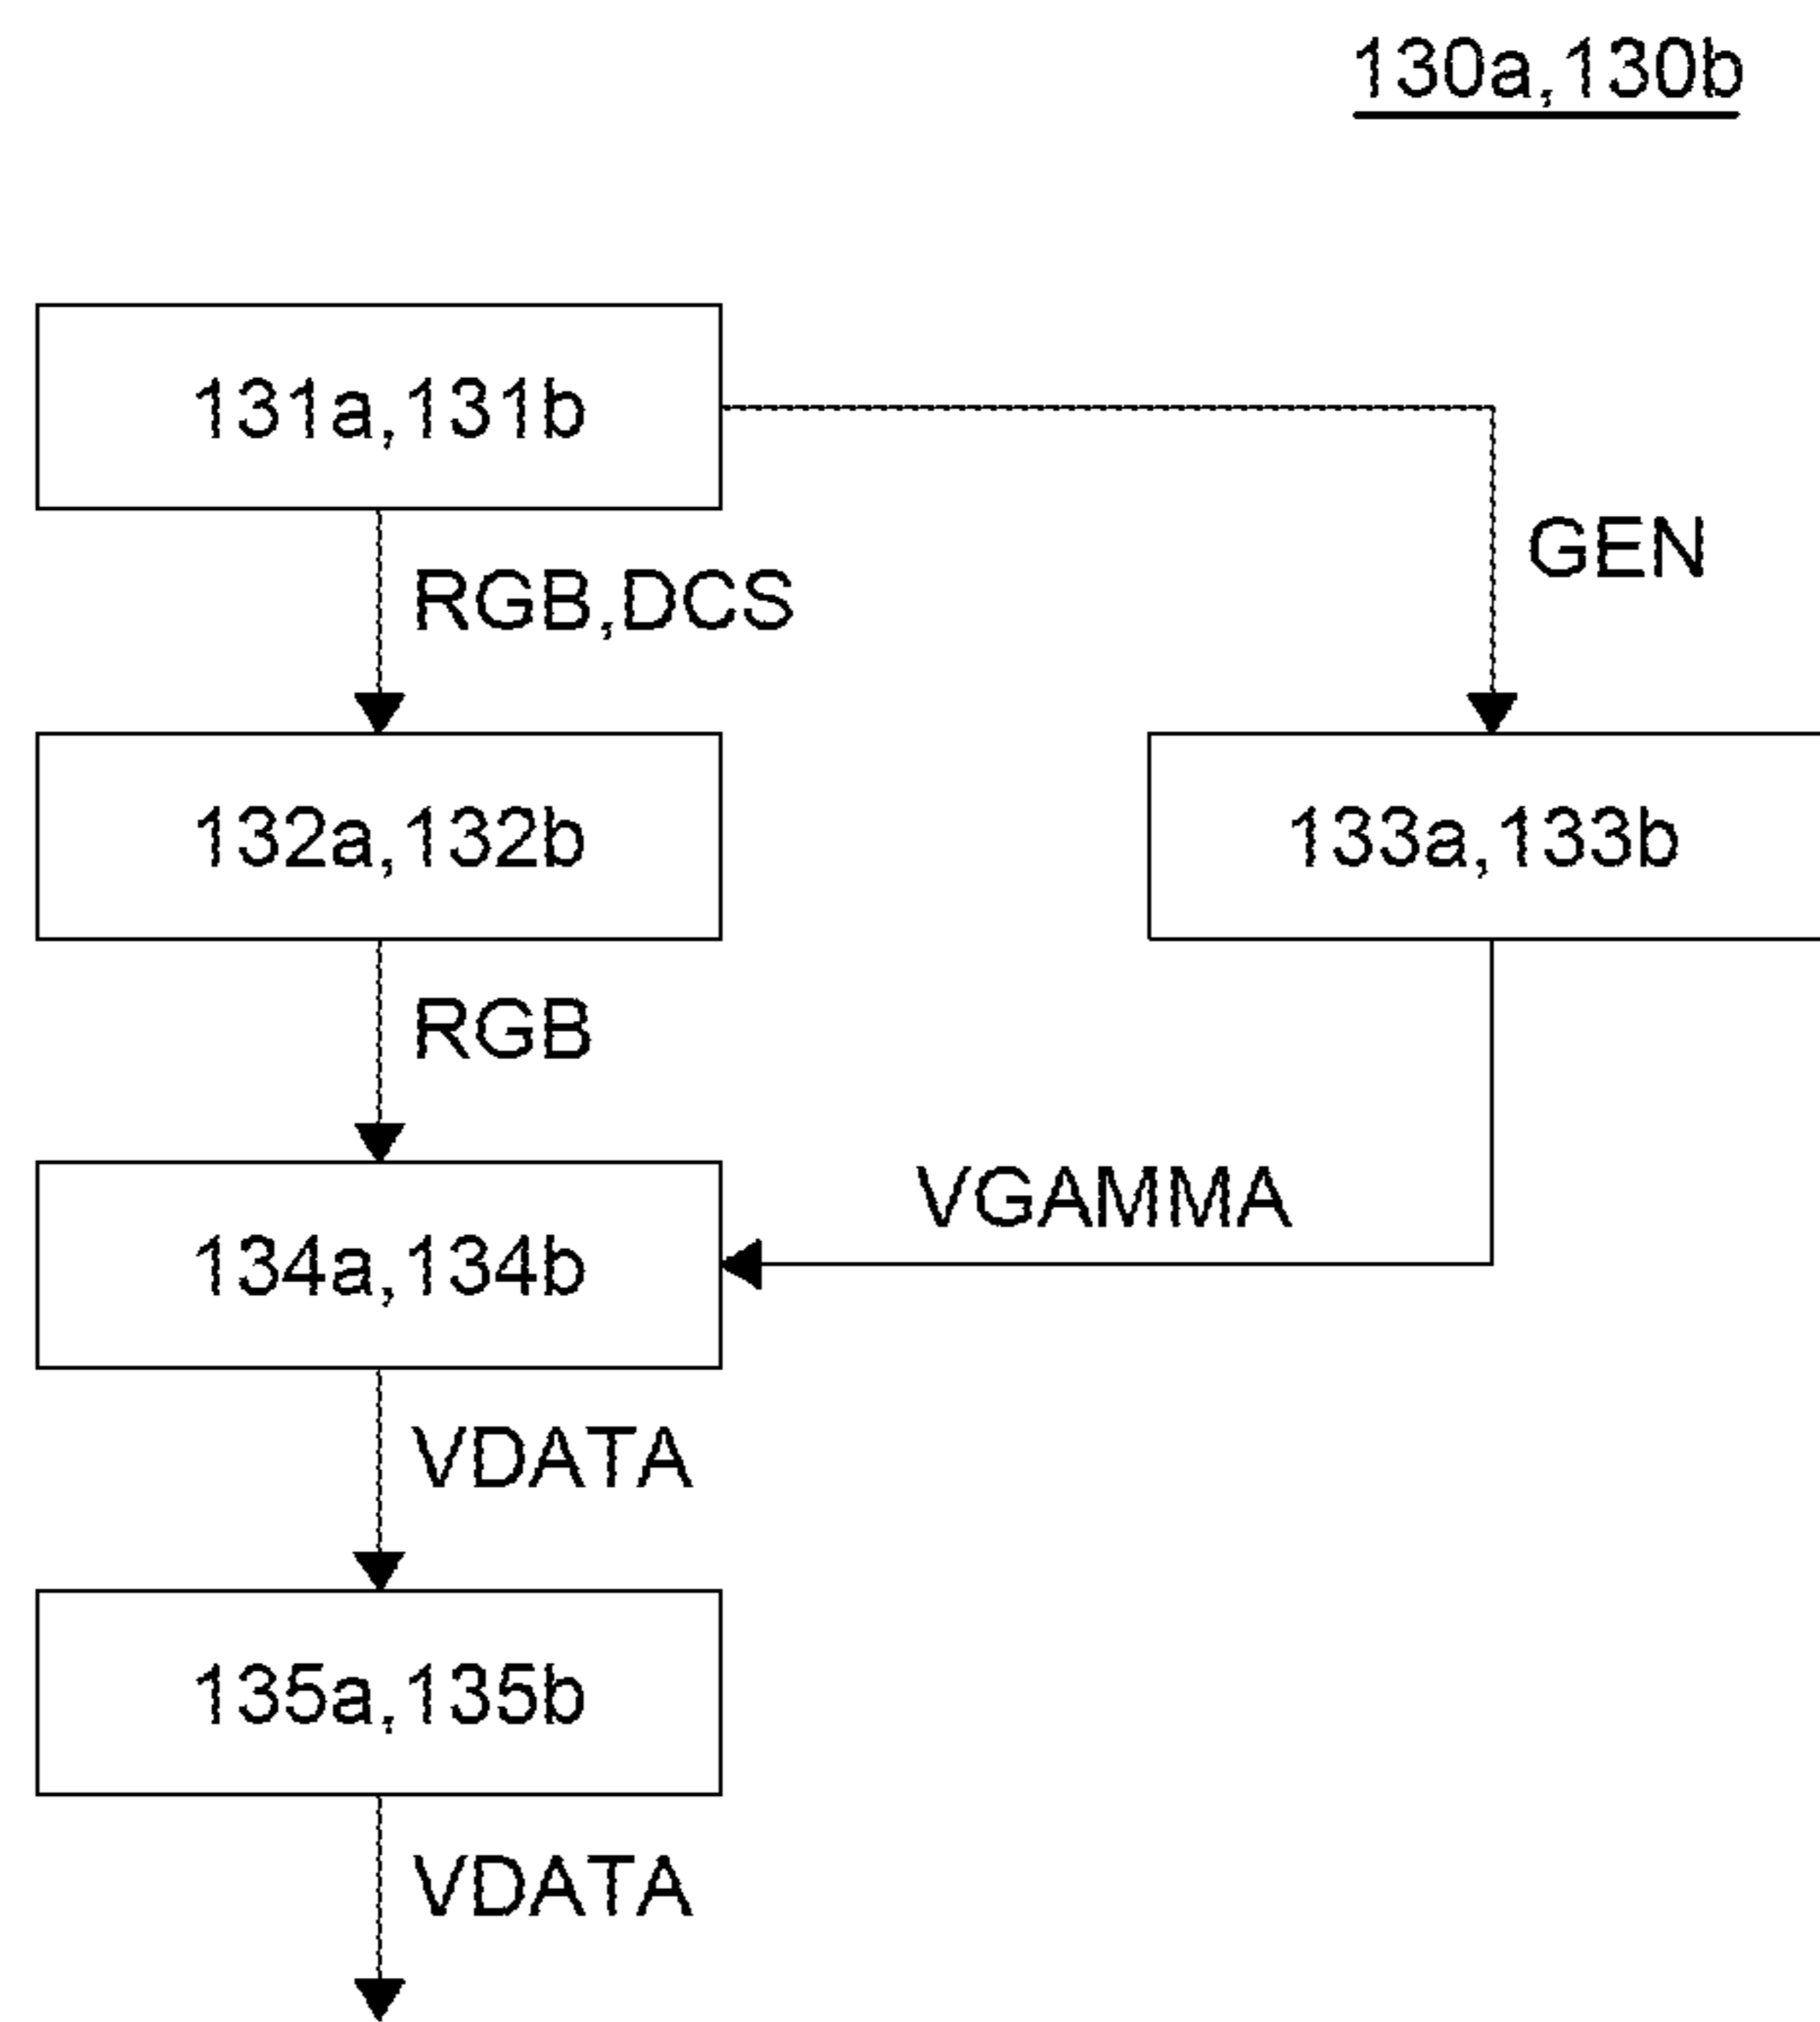 130a,130b
131a,131b
GEN
RGB,DCS
132a,132b
133a,133b
RGB
VGAMMA
134a,134b
VDATA
135a,135b
VDATA